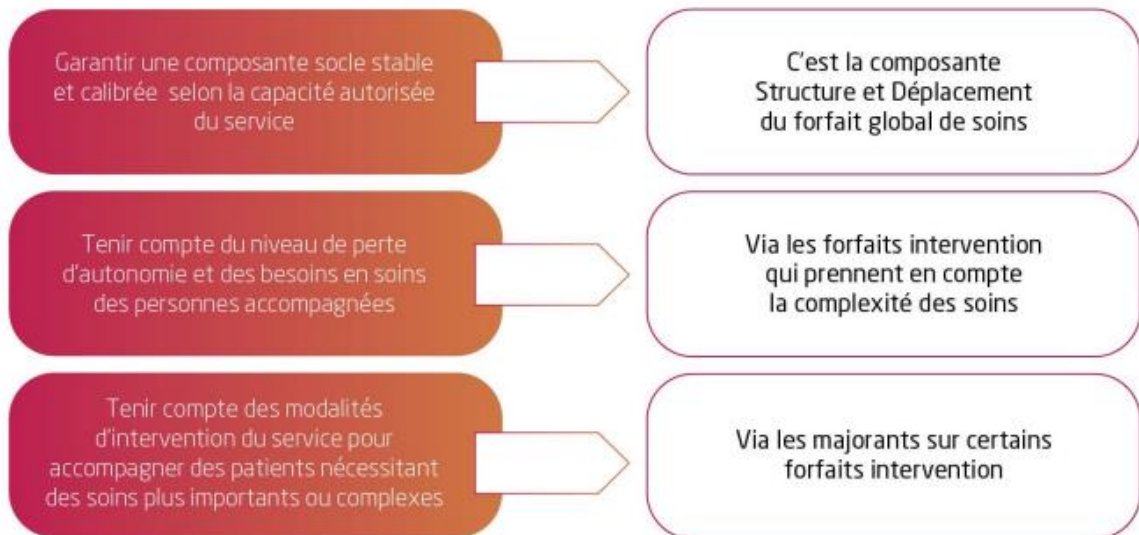 Garantir une composante socle stable
et calibrée selon la capacité autorisée
du service
C'est la composante
Structure et Déplacement
du forfait global de soins
Tenir compte du niveau de perte
d'autonomie et des besoins en soins
des personnes accompagnées
Via les forfaits intervention
qui prennent en compte
la complexité des soins
Tenir compte des modalités
d'intervention du service pour
accompagner des patients nécessitant
des soins plus importants ou complexes
Via les majorants sur certains
forfaits intervention